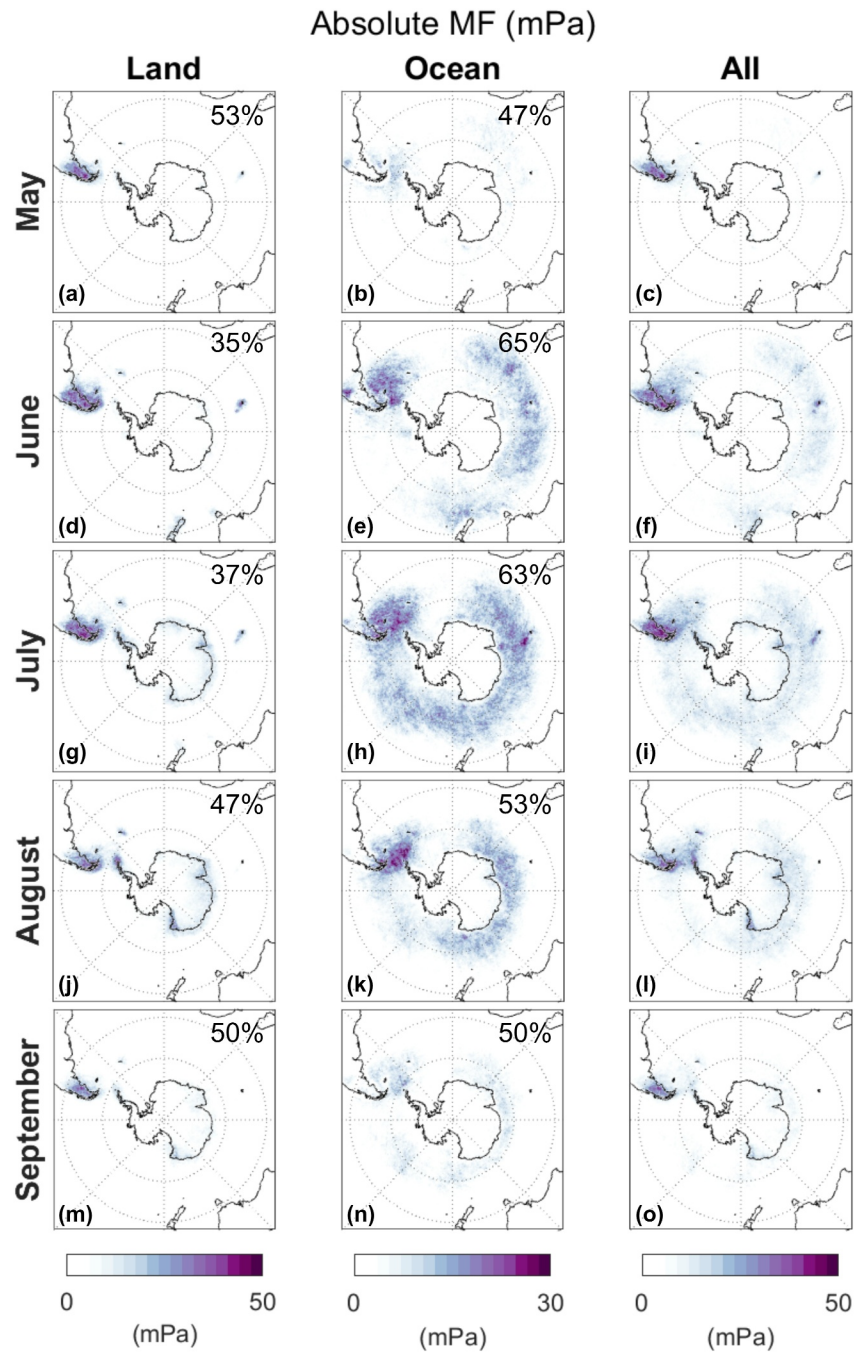 Absolute MF (mPa)
Land Ocean All
May
53% 47%
(a) (b) (c)
June
35% 65%
(d) (e) (f)
July
37% 63%
(g) (h) (i)
August
47% 53%
(j) (k) (l)
September
50% 50%
(m) (n) (o)
0 50 0 30 0 50
(mPa) (mPa) (mPa)